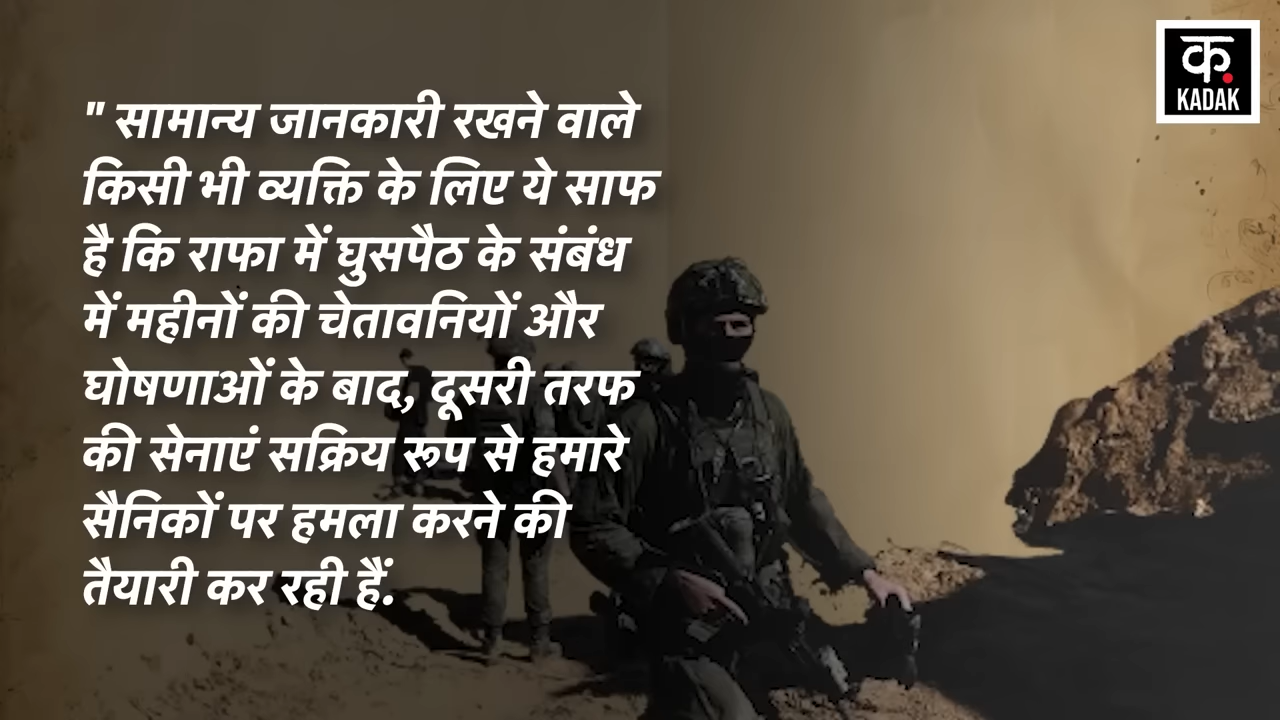 " सामान्य जानकारी रखने वाले
किसी भी व्यक्ति के लिए ये साफ
है कि राफा में घुसपैठ के संबंध
में महीनों की चेतावनियों और
घोषणाओं के बाद, दूसरी तरफ
की सेनाएं सक्रिय रूप से हमारे
सैनिकों पर हमला करने की
तैयारी कर रही हैं.
क.
KADAK